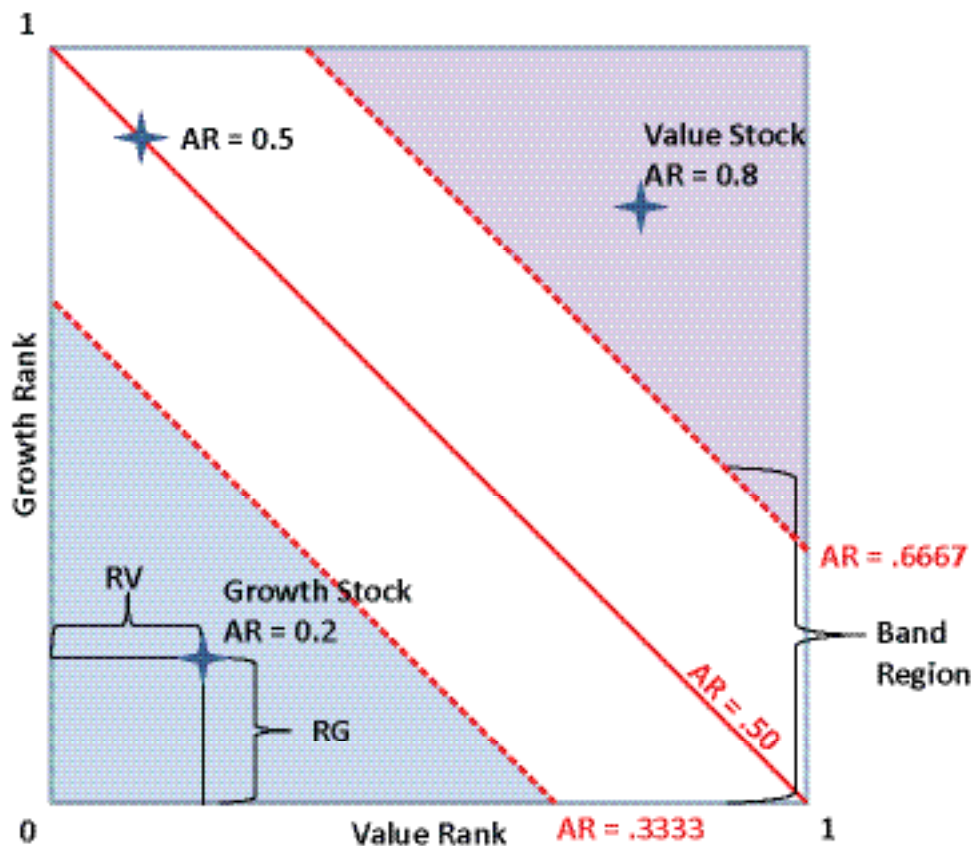 1
AR = 0.5
Value Stock
AR = 0.8
Growth Rank
AR = .6667
RV
Growth Stock
AR = 0.2
Band
Region
AR = .50
RG
0
Value Rank
AR = .3333
1